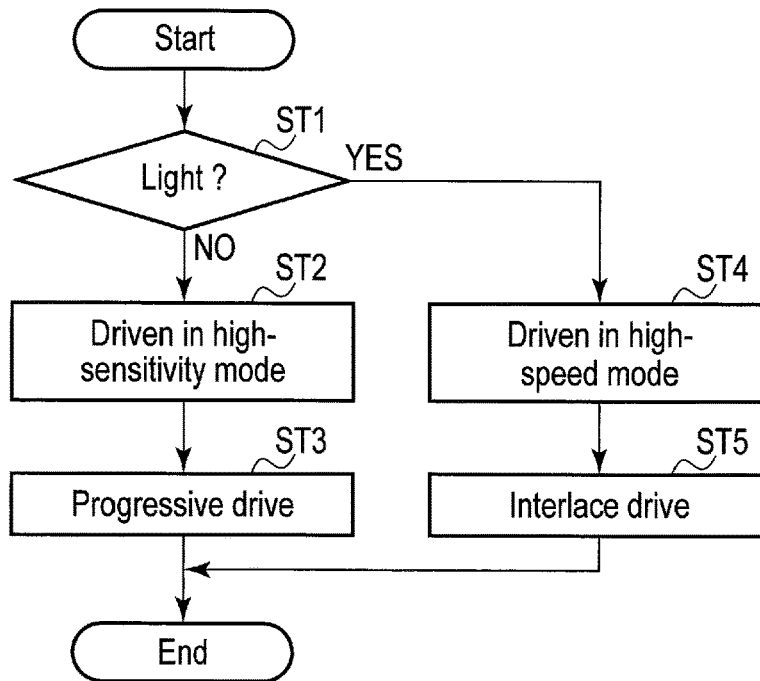 Start
ST1
Light ?
YES
NO
ST2
Driven in high-
sensitivity mode
ST3
Progressive drive
ST4
Driven in high-
speed mode
ST5
Interlace drive
End